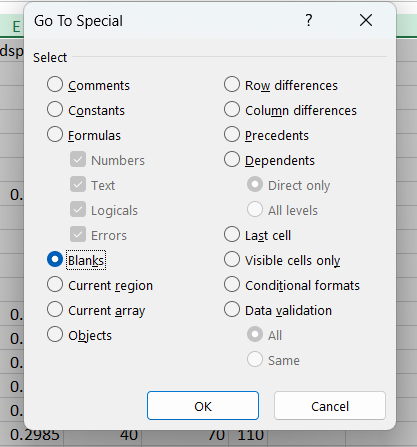 E
Go To Special
?
dsp
Select
Comments
Constants
Formulas
Numbers
Text
Logicals
Errors
Blanks
Current region
Current array
Objects
Row differences
Column differences
Precedents
Dependents
Direct only
All levels
Last cell
Visible cells only
Conditional formats
Data validation
All
Same
OK
Cancel
0.
0.
0.
0.
0.
0.
0.2985 40 70 110